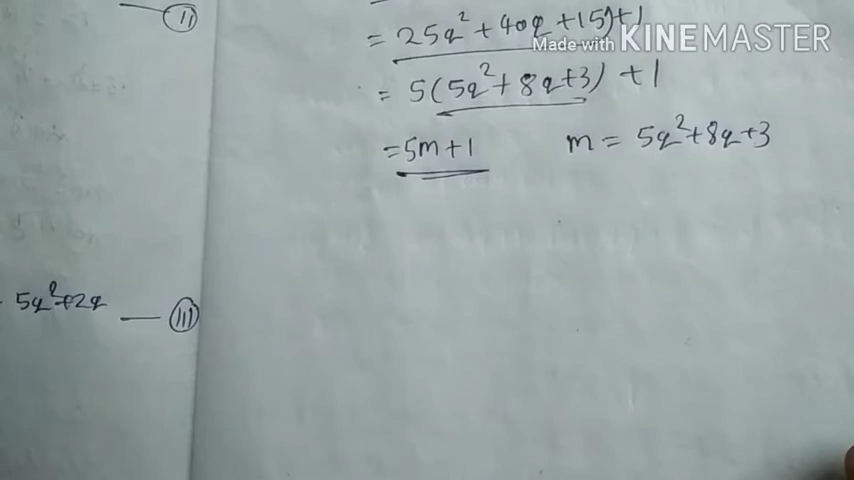 — (ii)
= 25q² + 40q + 15) + 1
Made with KINEMASTER
= 5(5q² + 8q + 3) + 1
= 5m + 1 m = 5q² + 8q + 3
5q² + 2q — (iii)